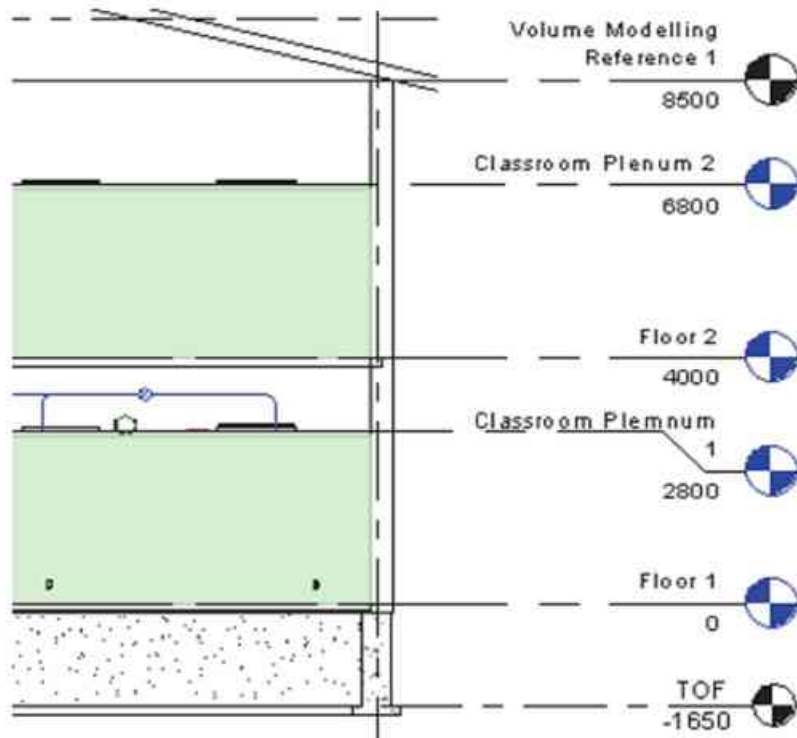 Volume Modelling
Reference 1
8500
Classroom Plenum 2
6800
Floor 2
4000
Classroom Plemnum
1
2800
Floor 1
0
TOF
-1650